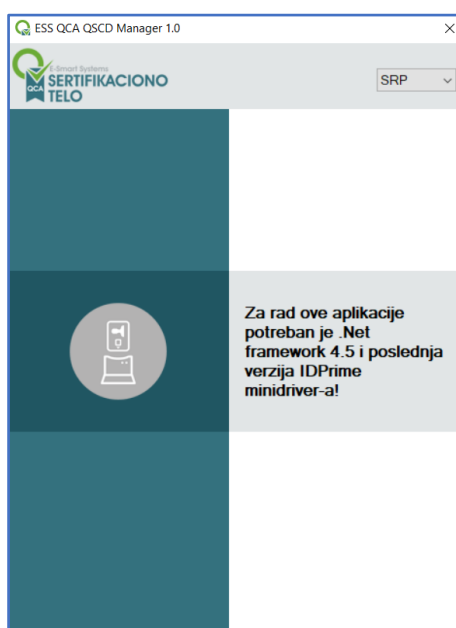 ESS QCA QSCD Manager 1.0
E-Smart Systems
SERTIFIKACIONO
QCA TELO
SRP
Za rad ove aplikacije
potreban je .Net
framework 4.5 i poslednja
verzija IDPrime
minidriver-a!